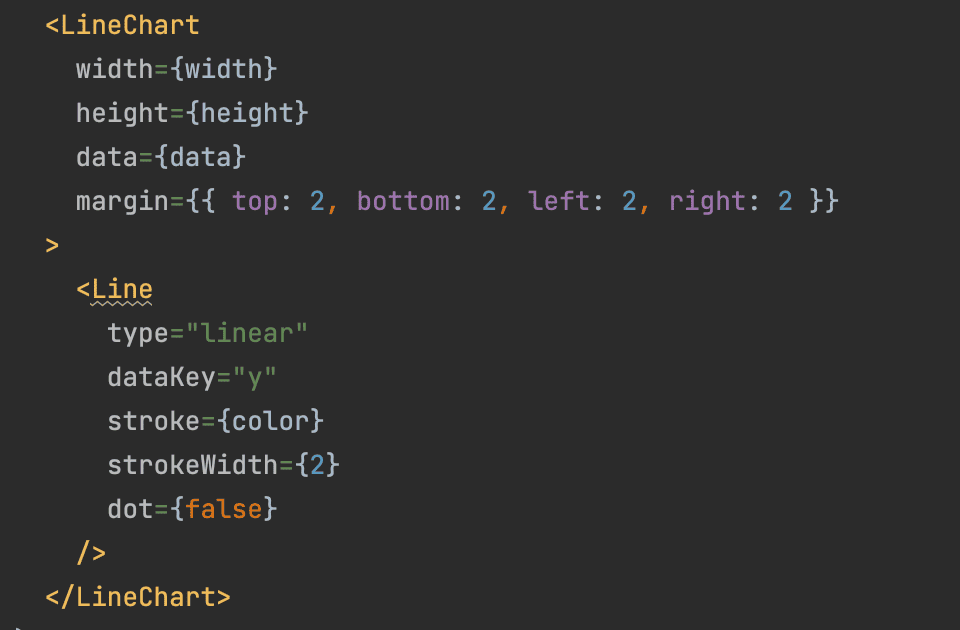 <LineChart
width={width}
height={height}
data={data}
margin={{ top: 2, bottom: 2, left: 2, right: 2 }}
>
<Line
type="linear"
dataKey="y"
stroke={color}
strokeWidth={2}
dot={false}
/>
</LineChart>